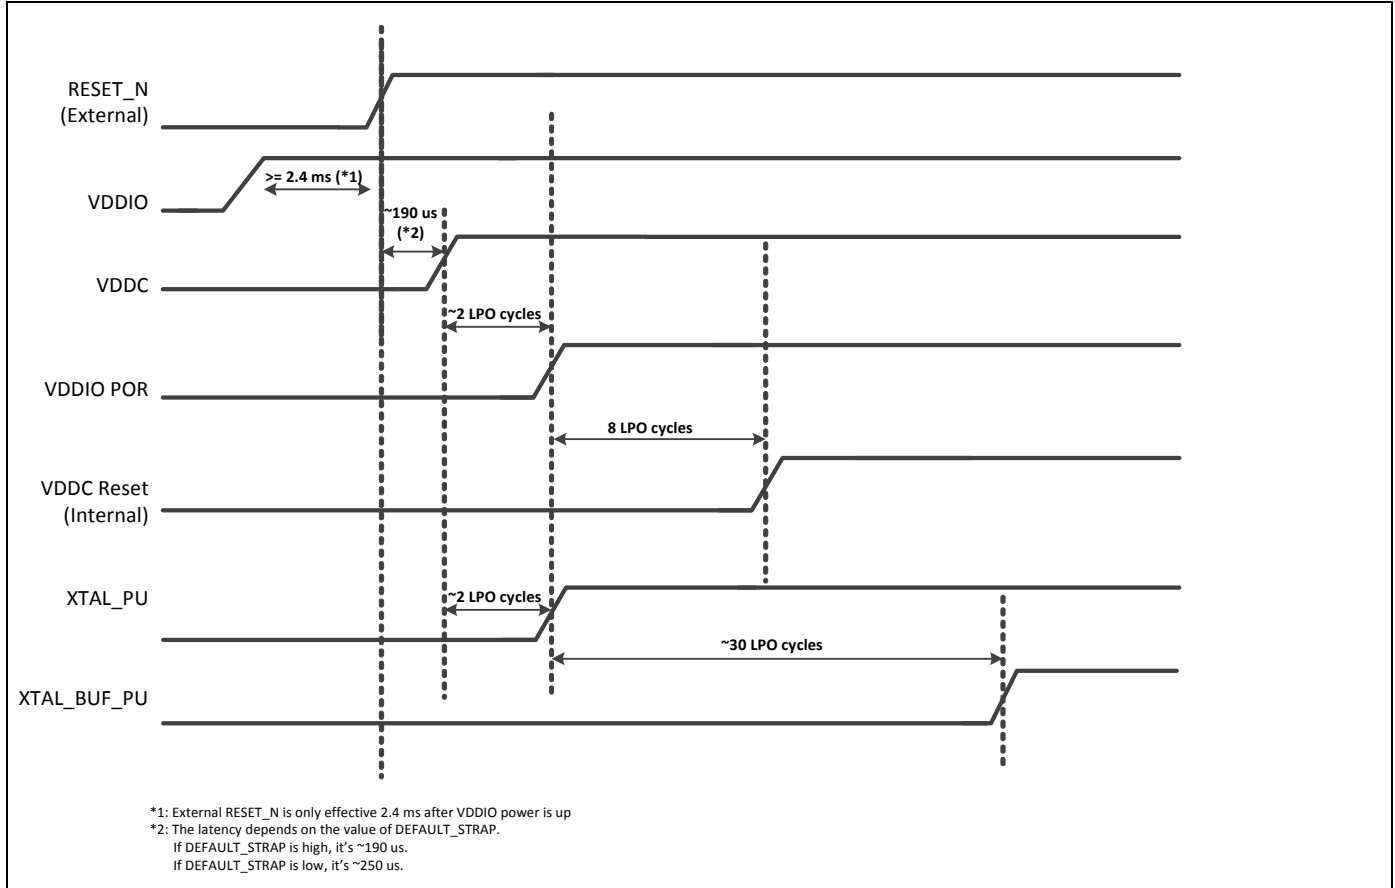 RESET_N
(External)
>= 2.4 ms (*1)
VDDIO
~190 us
(*2)
VDDC
~2 LPO cycles
VDDIO POR
8 LPO cycles
VDDC Reset
(Internal)
XTAL_PU
~2 LPO cycles
~30 LPO cycles
XTAL_BUF_PU
*1: External RESET_N is only effective 2.4 ms after VDDIO power is up
*2: The latency depends on the value of DEFAULT_STRAP.
If DEFAULT_STRAP is high, it's ~190 us.
If DEFAULT_STRAP is low, it's ~250 us.